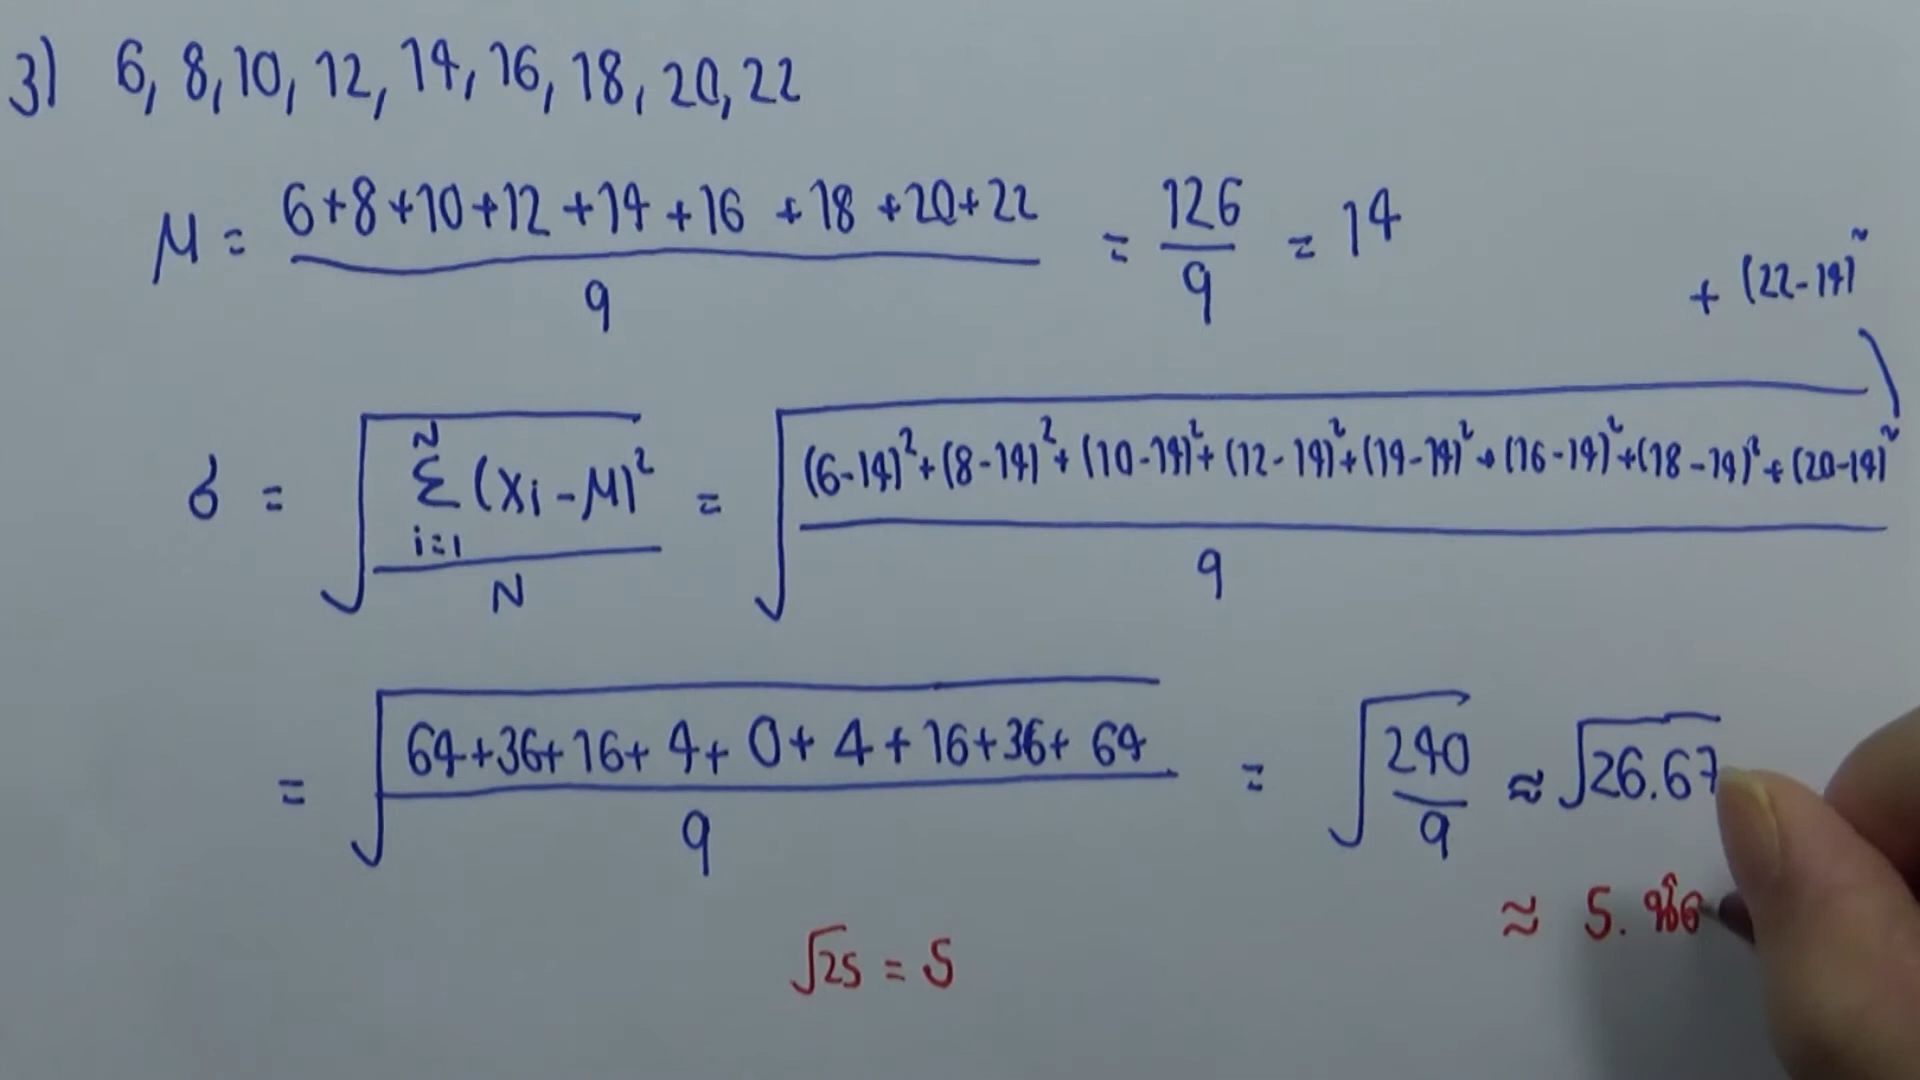 3) 6, 8, 10, 12, 14, 16, 18, 20, 22
μ = (6+8+10+12+14+16+18+20+22)/9 = 126/9 = 14
+ (22-14)²
σ = √(Σ_{i=1}^{N} (xi-μ)²/N) = √(((6-14)²+(8-14)²+(10-14)²+(12-14)²+(14-14)²+(16-14)²+(18-14)²+(20-14)²)/9)
= √((64+36+16+4+0+4+16+36+64)/9) = √(240/9) ≈ √26.67
≈ 5.
√25 = 5